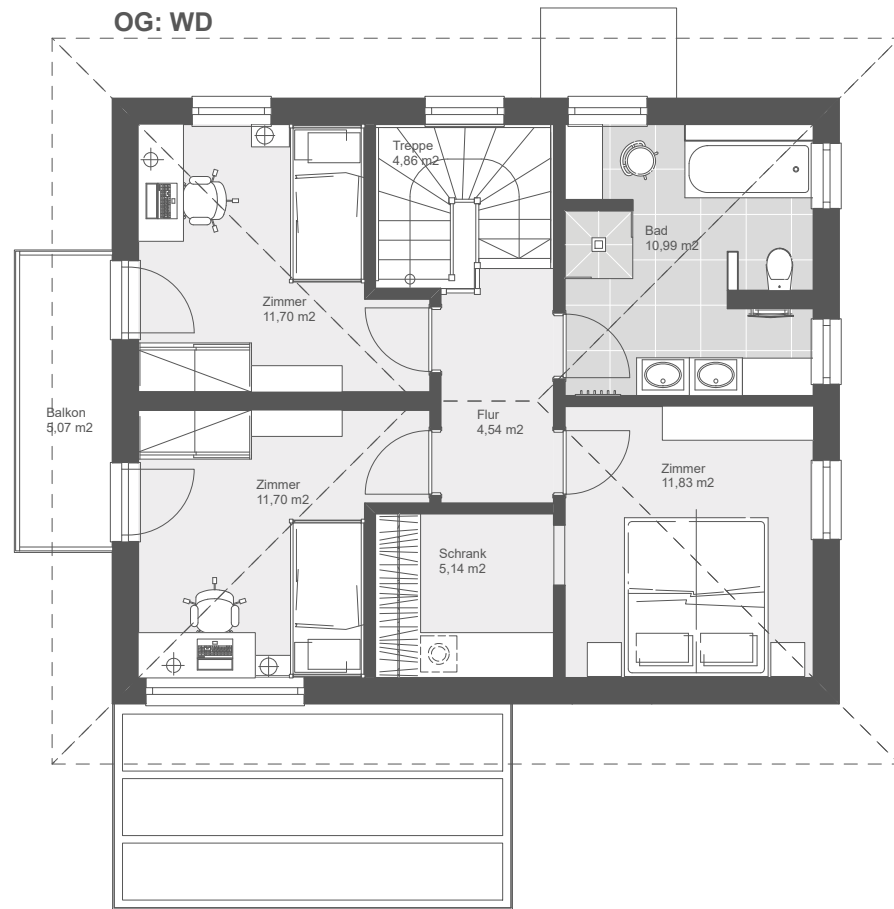 OG: WD
Treppe
4,86 m2
Bad
10,99 m2
Zimmer
11,70 m2
Balkon
5,07 m2
Flur
4,54 m2
Zimmer
11,70 m2
Zimmer
11,83 m2
Schrank
5,14 m2